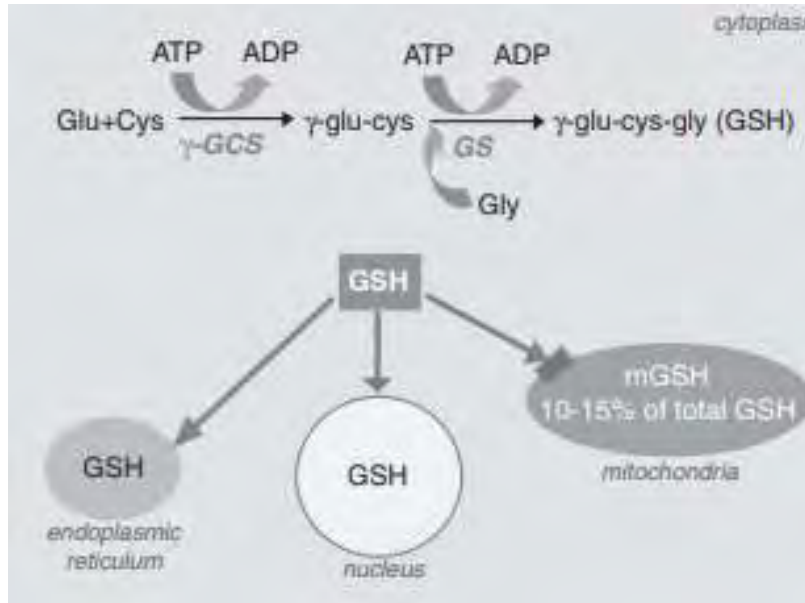 cytoplas
ATP ADP ATP ADP
Glu+Cys γ-glu-cys γ-glu-cys-gly (GSH)
γ-GCS GS
Gly
GSH
mGSH
10-15% of total GSH
mitochondria
GSH
endoplasmic
reticulum
GSH
nucleus